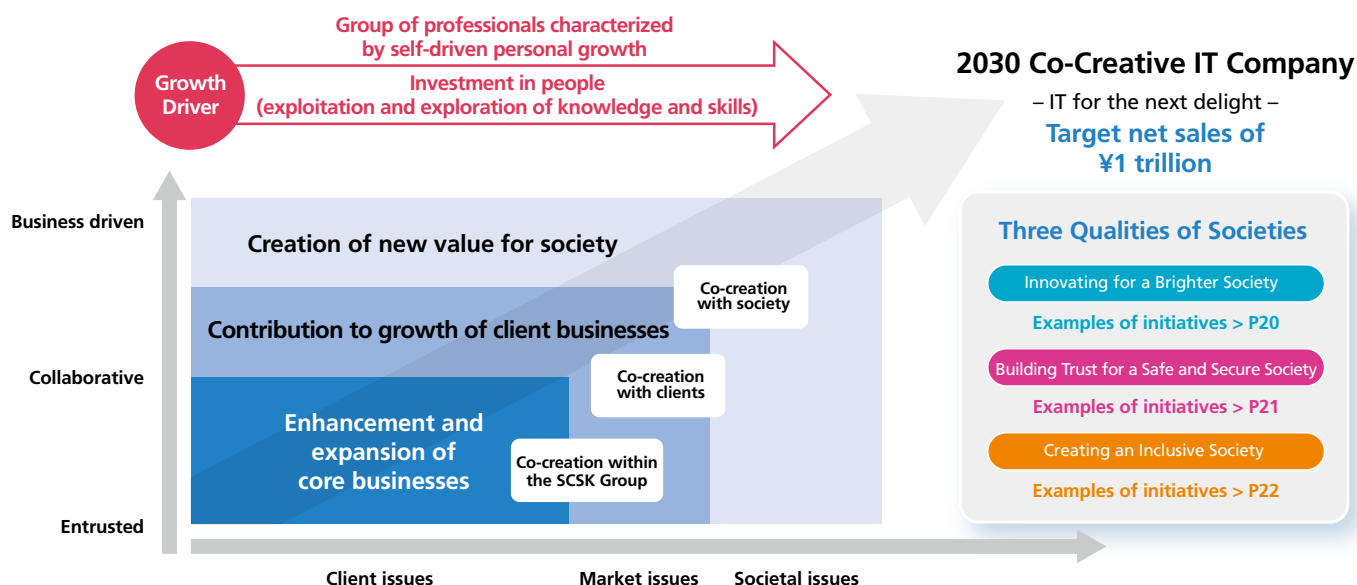 Group of professionals characterized
by self-driven personal growth
Growth
Driver
Investment in people
(exploitation and exploration of knowledge and skills)
2030 Co-Creative IT Company
– IT for the next delight –
Target net sales of
¥1 trillion
Business driven
Collaborative
Entrusted
Creation of new value for society
Co-creation
with society
Contribution to growth of client businesses
Co-creation
with clients
Enhancement and
expansion of
core businesses
Co-creation within
the SCSK Group
Client issues
Market issues
Societal issues
Three Qualities of Societies
Innovating for a Brighter Society
Examples of initiatives > P20
Building Trust for a Safe and Secure Society
Examples of initiatives > P21
Creating an Inclusive Society
Examples of initiatives > P22